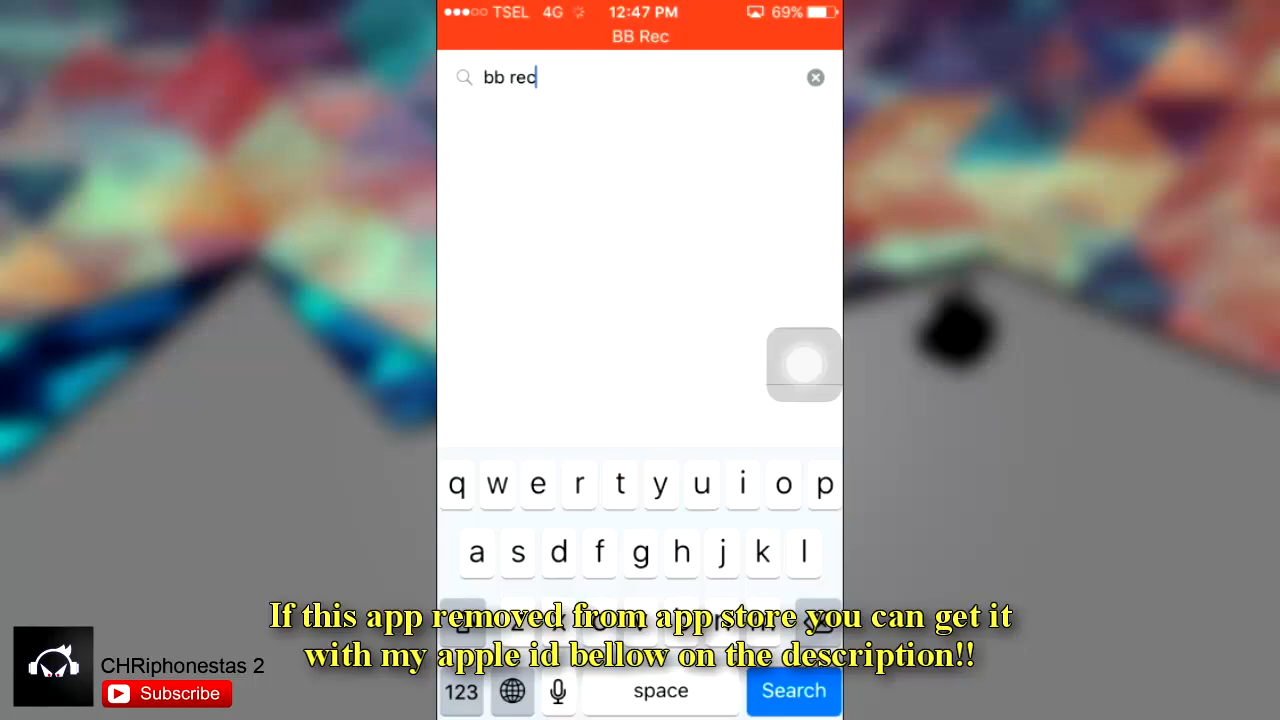 TSEL 4G 12:47 PM 69%
BB Rec
bb rec
q w e r t y u i o p
a s d f g h j k l
If this app removed from app store you can get it
with my apple id bellow on the description!!
CHRiphonestas 2
Subscribe
123 space Search